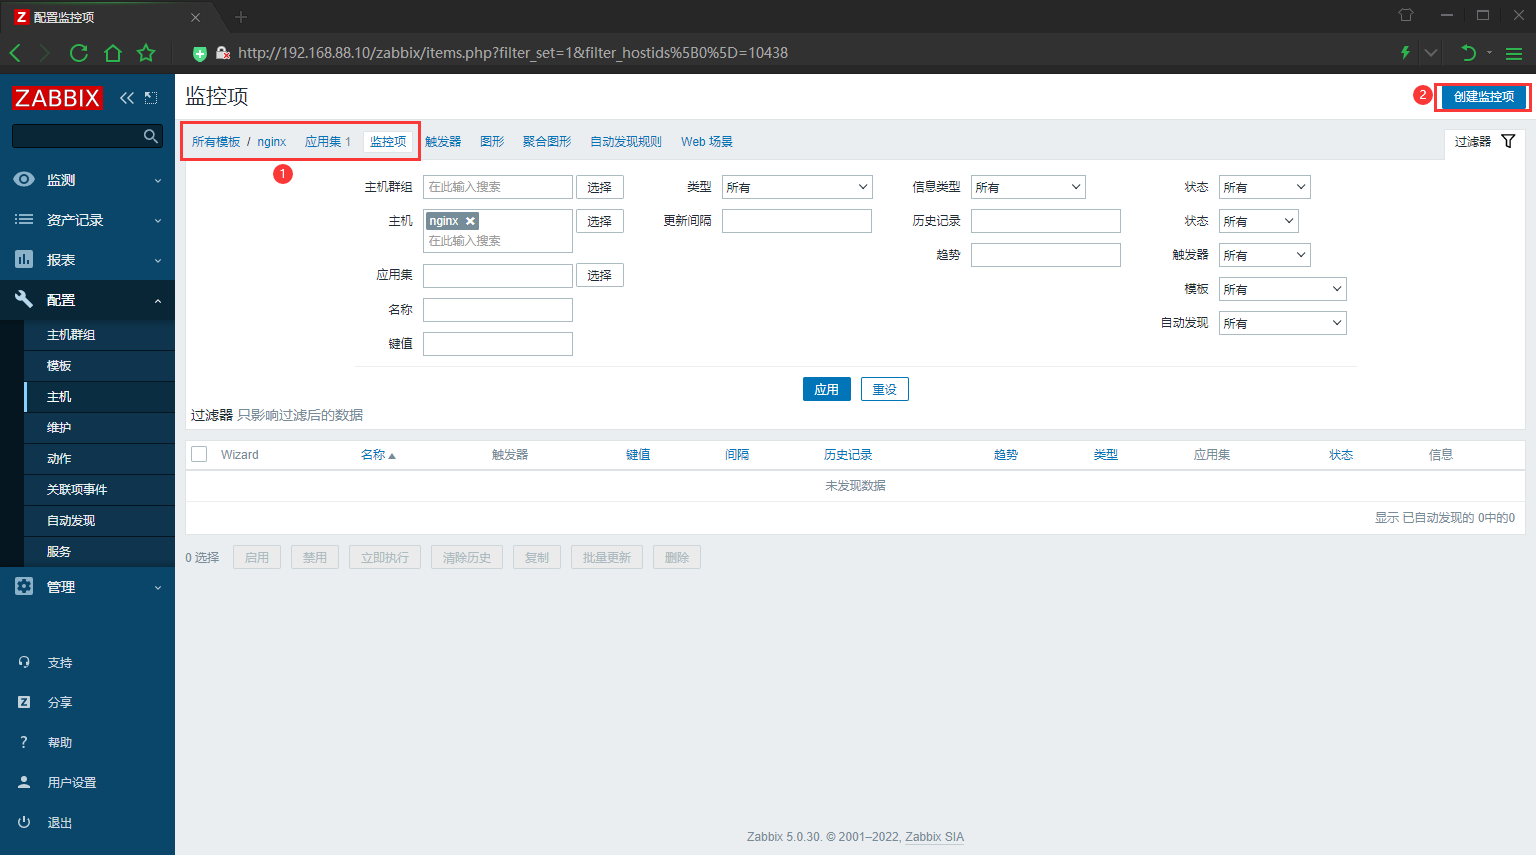 Z 配置监控项
http://192.168.88.10/zabbix/items.php?filter_set=1&filter_hostids%5B0%5D=10438
ZABBIX
监测
资产记录
报表
配置
主机群组
模板
主机
维护
动作
关联项事件
自动发现
服务
管理
支持
Z 分享
? 帮助
用户设置
退出
监控项
2 创建监控项
所有模板 / nginx 应用集 1 监控项 触发器 图形 聚合图形 自动发现规则 Web 场景 过滤器
1
主机群组 在此输入搜索 选择 类型 所有 信息类型 所有 状态 所有
主机 nginx 选择 更新间隔 历史记录 状态 所有
在此输入搜索
趋势 触发器 所有
应用集 选择
模板 所有
名称
自动发现 所有
键值
应用 重设
过滤器 只影响过滤后的数据
Wizard 名称 触发器 键值 间隔 历史记录 趋势 类型 应用集 状态 信息
未发现数据
显示 已自动发现的 0中的0
0 选择 启用 禁用 立即执行 清除历史 复制 批量更新 删除
Zabbix 5.0.30. © 2001–2022, Zabbix SIA